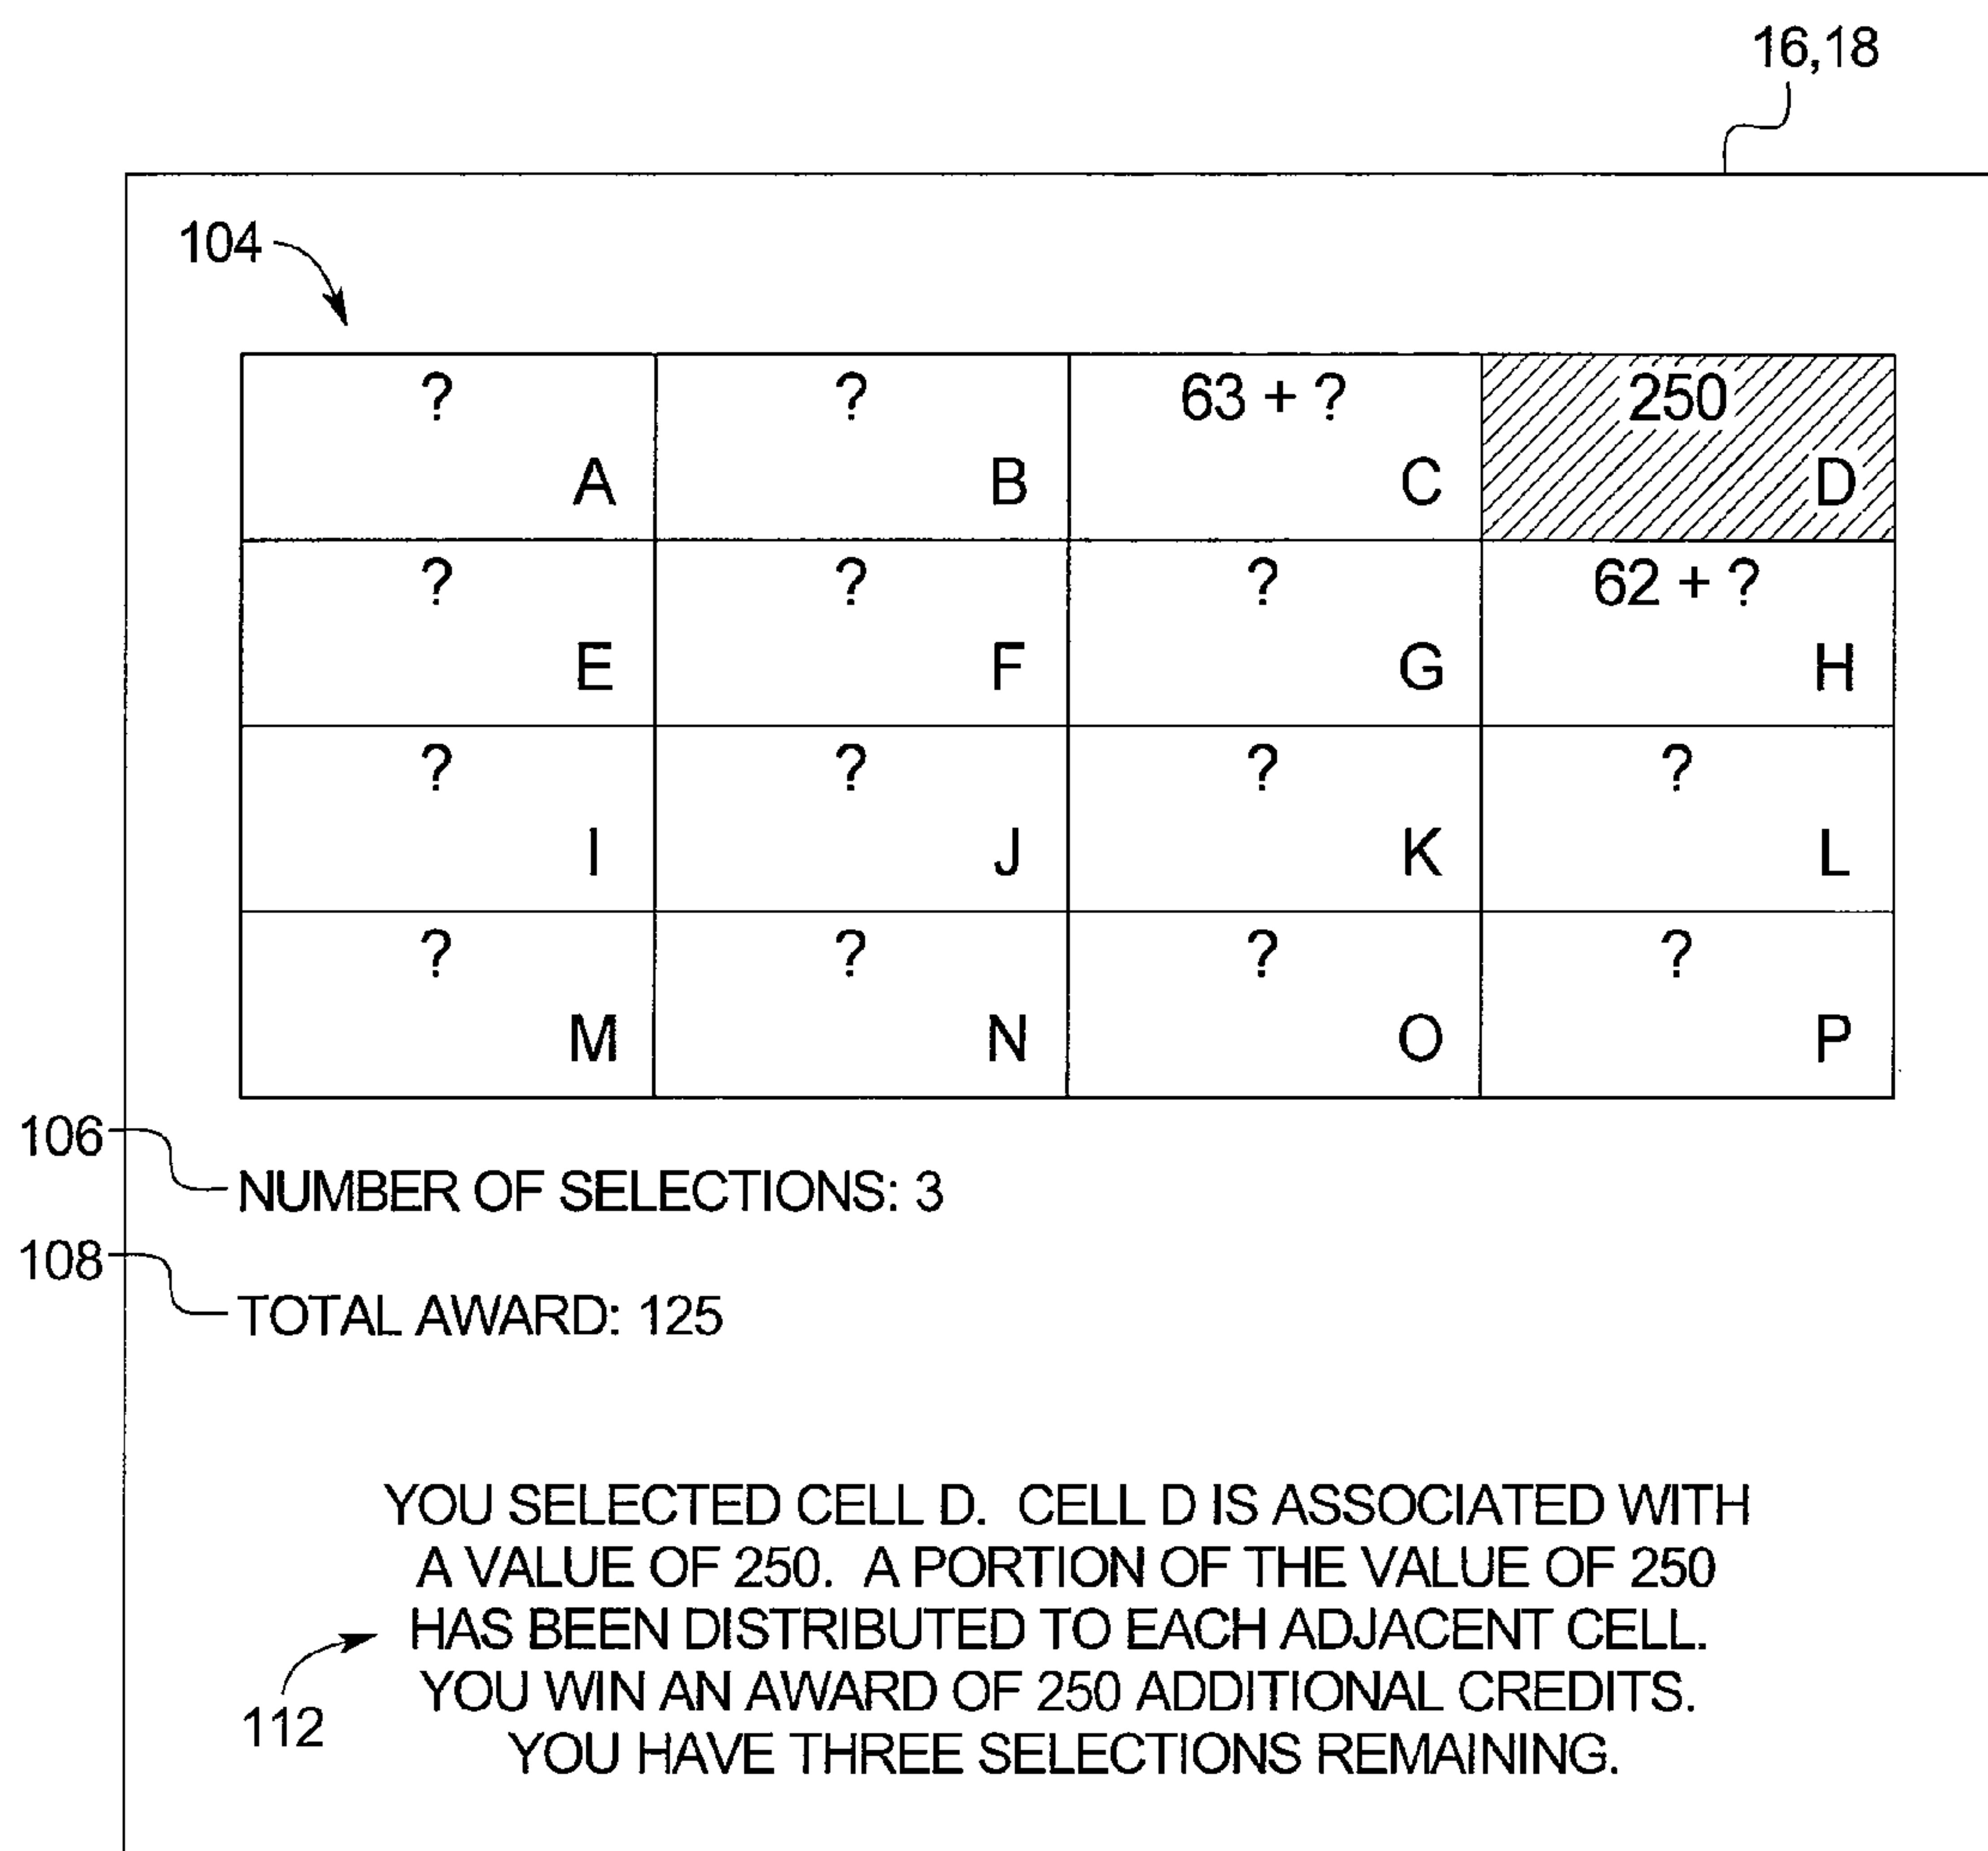 16,18
104
? ? 63 + ? 250
A B C D
? ? ? 62 + ?
E F G H
? ? ? ?
I J K L
? ? ? ?
M N O P
106
NUMBER OF SELECTIONS: 3
108
TOTAL AWARD: 125
YOU SELECTED CELL D. CELL D IS ASSOCIATED WITH
A VALUE OF 250. A PORTION OF THE VALUE OF 250
HAS BEEN DISTRIBUTED TO EACH ADJACENT CELL.
YOU WIN AN AWARD OF 250 ADDITIONAL CREDITS.
112
YOU HAVE THREE SELECTIONS REMAINING.